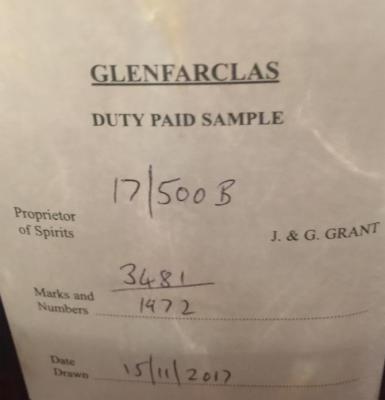 GLENFARCLAS
DUTY PAID SAMPLE
17/500B
Proprietor
of Spirits
J. & G. GRANT
Marks and
Numbers
3481
1972
Date
Drawn
15/11/2017